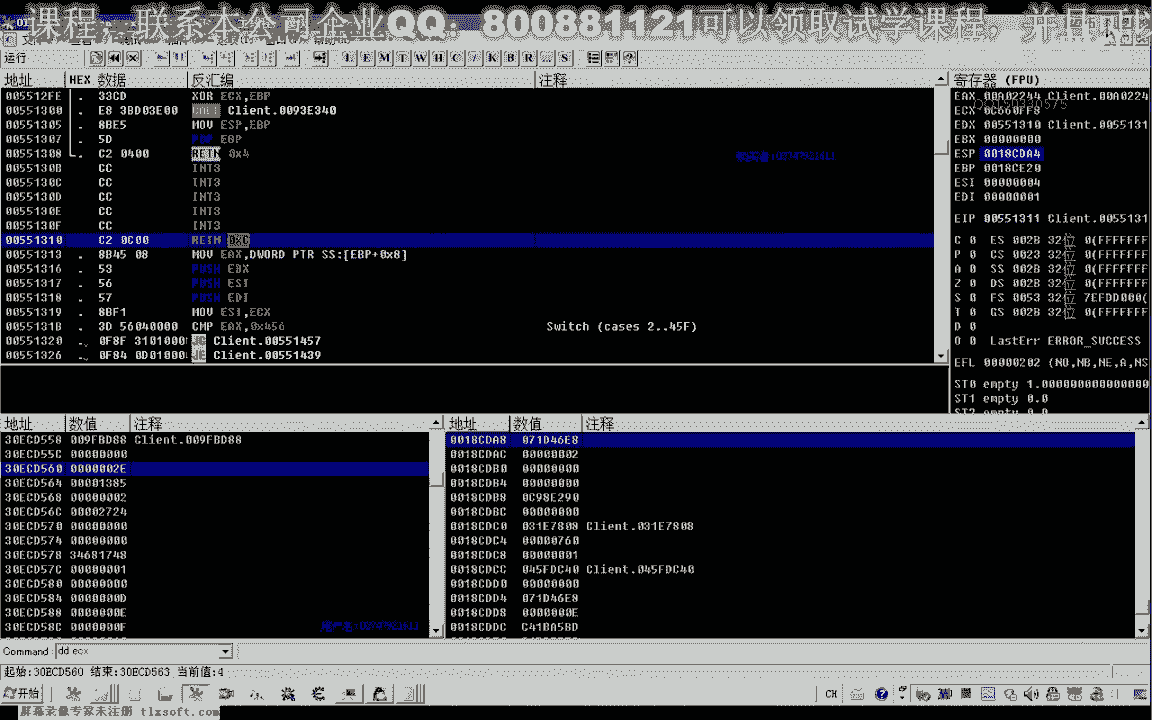 课程，联系本公司企业QQ：800881121可以领取试学课程，并且可以
运行
L E M T W H C / K B R ... S
地址 HEX 数据 反汇编 注释
005512FE . 33CD XOR ECX,EBP
00551300 . E8 3BD03E00 CALL Client.0093E340
00551305 . 8BE5 MOV ESP,EBP
00551307 . 5D POP EBP
00551308 . C2 0400 RETN 0x4
0055130B CC INT3
0055130C CC INT3
0055130D CC INT3
0055130E CC INT3
0055130F CC INT3
00551310 C2 0C00 RETN 0xC
00551313 . 8B45 08 MOV EAX,DWORD PTR SS:[EBP+0x8]
00551316 . 53 PUSH EBX
00551317 . 56 PUSH ESI
00551318 . 57 PUSH EDI
00551319 . 8BF1 MOV ESI,ECX
0055131B . 3D 56040000 CMP EAX,0x456 Switch (cases 2..45F)
00551320 . 0F8F 31010000 JG Client.00551457
00551326 . 0F84 0D010000 JE Client.00551439
寄存器 (FPU)
EAX 00A02244 Client.00A0224
ECX 0C660FF8
EDX 00551310 Client.0055131
EBX 00000000
ESP 0018CDA4
EBP 0018CE20
ESI 00000004
EDI 00000001
EIP 00551311 Client.0055131
C 0 ES 002B 32位 0(FFFFFFF
P 0 CS 0023 32位 0(FFFFFFF
A 0 SS 002B 32位 0(FFFFFFF
Z 0 DS 002B 32位 0(FFFFFFF
S 0 FS 0053 32位 7EFDD000(
T 0 GS 002B 32位 0(FFFFFFF
D 0
O 0 LastErr ERROR_SUCCESS
EFL 00000202 (NO,NB,NE,A,NS
ST0 empty 1.0000000000000000
ST1 empty 0.0
ST2 empty 0.0
地址 数值 注释
30ECD558 009FBD88 Client.009FBD88
30ECD55C 00000000
30ECD560 0000002E
30ECD564 00001385
30ECD568 00000002
30ECD56C 00002724
30ECD570 00000000
30ECD574 00000000
30ECD578 34681748
30ECD57C 00000001
30ECD580 00000000
30ECD584 0000000D
30ECD588 0000000E
30ECD58C 0000000F
地址 数值 注释
0018CDA8 071D46E8
0018CDAC 00000002
0018CDB0 00000000
0018CDB4 00000000
0018CDB8 0C98E290
0018CDBC 00000000
0018CDC0 031E7808 Client.031E7808
0018CDC4 00000760
0018CDC8 00000001
0018CDCC 045FDC40 Client.045FDC40
0018CDD0 00000000
0018CDD4 071D46E8
0018CDD8 0000000E
0018CDDC C41BA5BD
Command: dd ecx
起始:30ECD560 结束:30ECD563 当前值:4
开始
CH
屏幕录像专家未注册 tlxsoft.com